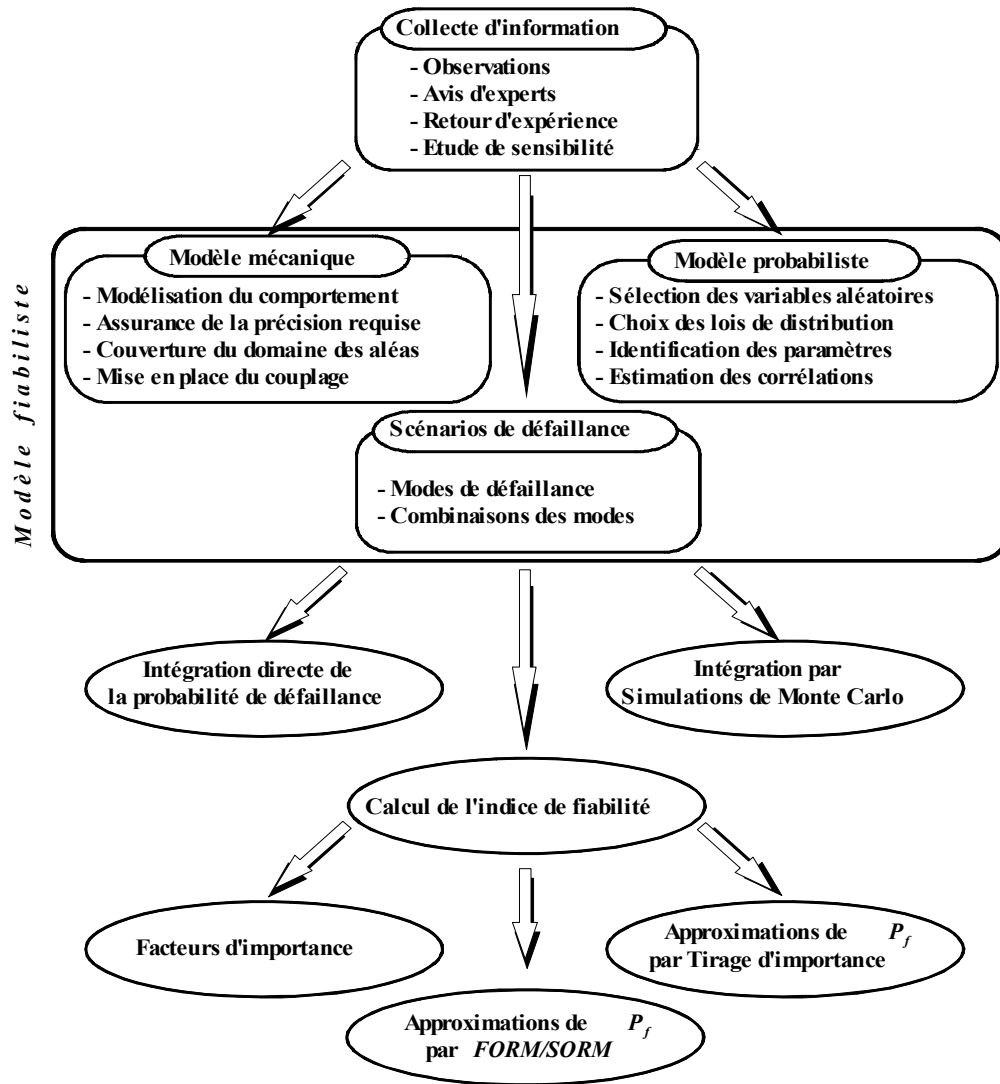 Collecte d'information
- Observations
- Avis d'experts
- Retour d'expérience
- Etude de sensibilité
Modèle fiabiliste
Modèle mécanique
- Modélisation du comportement
- Assurance de la précision requise
- Couverture du domaine des aléas
- Mise en place du couplage
Modèle probabiliste
- Sélection des variables aléatoires
- Choix des lois de distribution
- Identification des paramètres
- Estimation des corrélations
Scénarios de défaillance
- Modes de défaillance
- Combinaisons des modes
Intégration directe de
la probabilité de défaillance
Intégration par
Simulations de Monte Carlo
Calcul de l'indice de fiabilité
Facteurs d'importance
Approximations de P_f
par Tirage d'importance
Approximations de P_f
par FORM/SORM